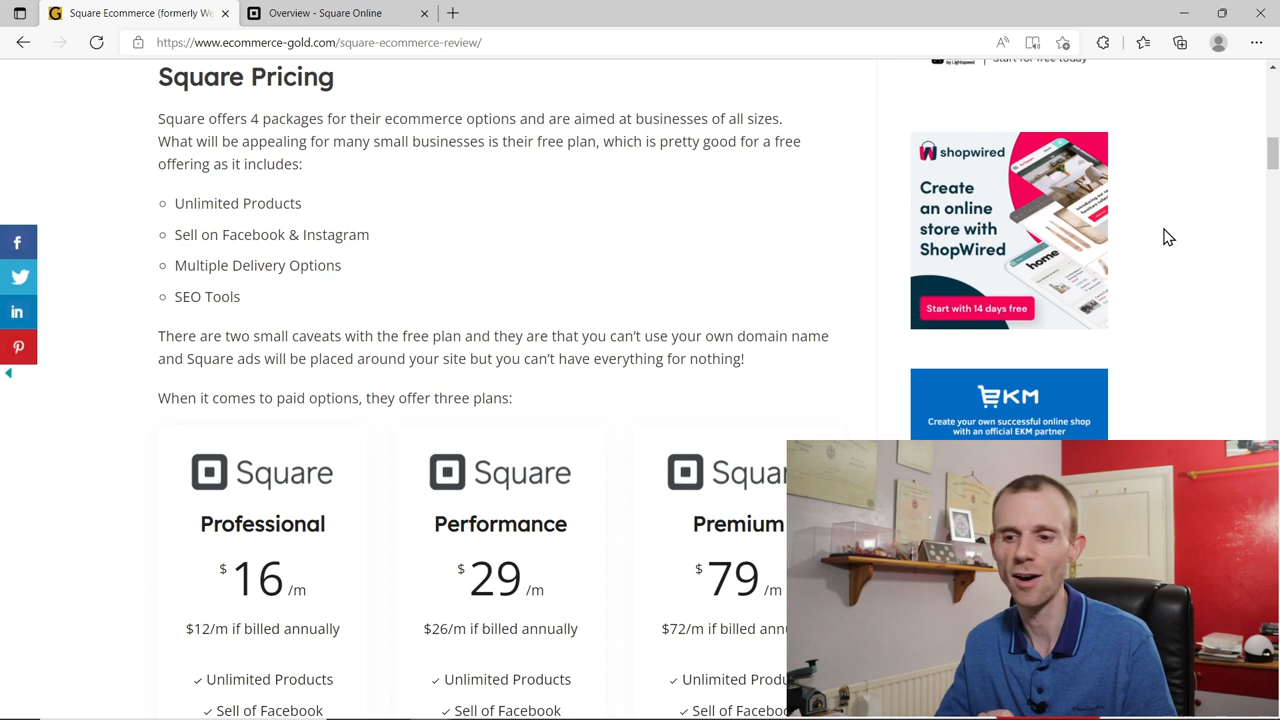 Square Ecommerce (formerly We
Overview - Square Online
https://www.ecommerce-gold.com/square-ecommerce-review/
Square Pricing
Square offers 4 packages for their ecommerce options and are aimed at businesses of all sizes.
What will be appealing for many small businesses is their free plan, which is pretty good for a free
offering as it includes:
Unlimited Products
Sell on Facebook & Instagram
Multiple Delivery Options
SEO Tools
There are two small caveats with the free plan and they are that you can’t use your own domain name
and Square ads will be placed around your site but you can’t have everything for nothing!
When it comes to paid options, they offer three plans:
Square
Professional
$16/m
$12/m if billed annually
✓ Unlimited Products
✓ Sell of Facebook
Square
Performance
$29/m
$26/m if billed annually
✓ Unlimited Products
✓ Sell of Facebook
Squar
Premium
$79/m
$72/m if billed ann
✓ Unlimited Produ
✓ Sell of Facebo
by Lightspeed
Start for free today
shopwired
Create
an online
store with
ShopWired
Start with 14 days free
home
EKM
Create your own successful online shop
with an official EKM partner